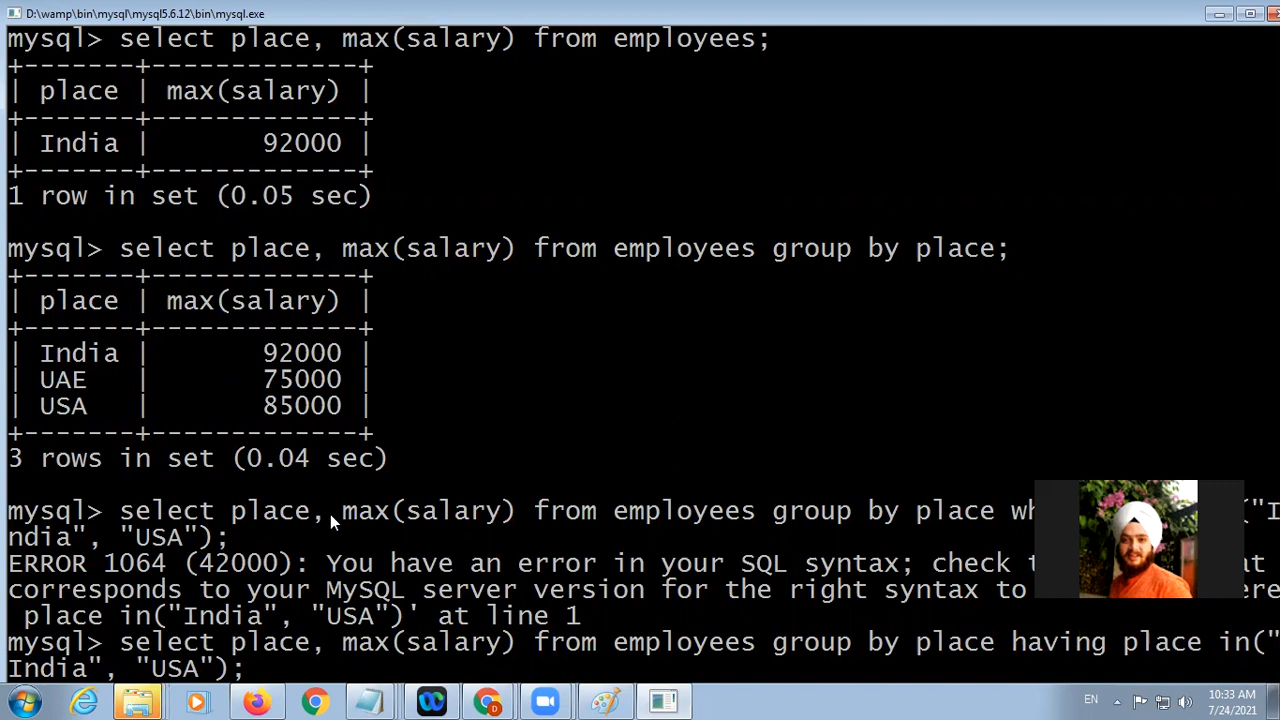 D:\wamp\bin\mysql\mysql5.6.12\bin\mysql.exe
mysql> select place, max(salary) from employees;
+-------+-------------+
| place | max(salary) |
+-------+-------------+
| India |       92000 |
+-------+-------------+
1 row in set (0.05 sec)
mysql> select place, max(salary) from employees group by place;
+-------+-------------+
| place | max(salary) |
+-------+-------------+
| India |       92000 |
| UAE   |       75000 |
| USA   |       85000 |
+-------+-------------+
3 rows in set (0.04 sec)
mysql> select place, max(salary) from employees group by place ("I
ndia", "USA");
ERROR 1064 (42000): You have an error in your SQL syntax; check at
corresponds to your MySQL server version for the right syntax to ere
 place in("India", "USA")' at line 1
mysql> select place, max(salary) from employees group by place having place in("
India", "USA");
EN
10:33 AM
7/24/2021